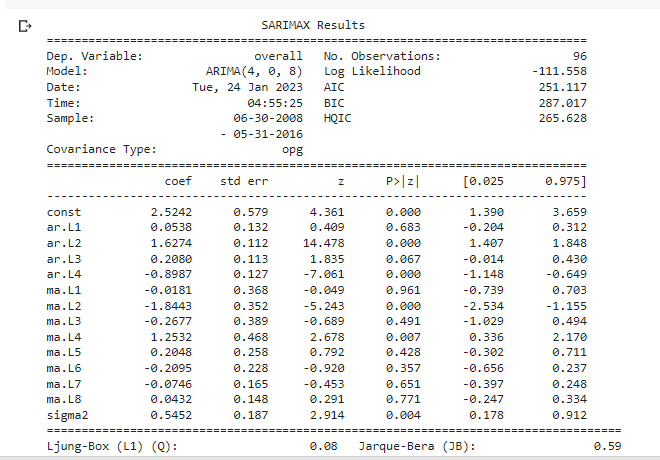 SARIMAX Results
==============================================================================
Dep. Variable: overall No. Observations: 96
Model: ARIMA(4, 0, 8) Log Likelihood -111.558
Date: Tue, 24 Jan 2023 AIC 251.117
Time: 04:55:25 BIC 287.017
Sample: 06-30-2008 HQIC 265.628
- 05-31-2016
Covariance Type: opg
==============================================================================
coef std err z P>|z| [0.025 0.975]
------------------------------------------------------------------------------
const 2.5242 0.579 4.361 0.000 1.390 3.659
ar.L1 0.0538 0.132 0.409 0.683 -0.204 0.312
ar.L2 1.6274 0.112 14.478 0.000 1.407 1.848
ar.L3 0.2080 0.113 1.835 0.067 -0.014 0.430
ar.L4 -0.8987 0.127 -7.061 0.000 -1.148 -0.649
ma.L1 -0.0181 0.368 -0.049 0.961 -0.739 0.703
ma.L2 -1.8443 0.352 -5.243 0.000 -2.534 -1.155
ma.L3 -0.2677 0.389 -0.689 0.491 -1.029 0.494
ma.L4 1.2532 0.468 2.678 0.007 0.336 2.170
ma.L5 0.2048 0.258 0.792 0.428 -0.302 0.711
ma.L6 -0.2095 0.228 -0.920 0.357 -0.656 0.237
ma.L7 -0.0746 0.165 -0.453 0.651 -0.397 0.248
ma.L8 0.0432 0.148 0.291 0.771 -0.247 0.334
sigma2 0.5452 0.187 2.914 0.004 0.178 0.912
===================================================================================
Ljung-Box (L1) (Q): 0.08 Jarque-Bera (JB): 0.59